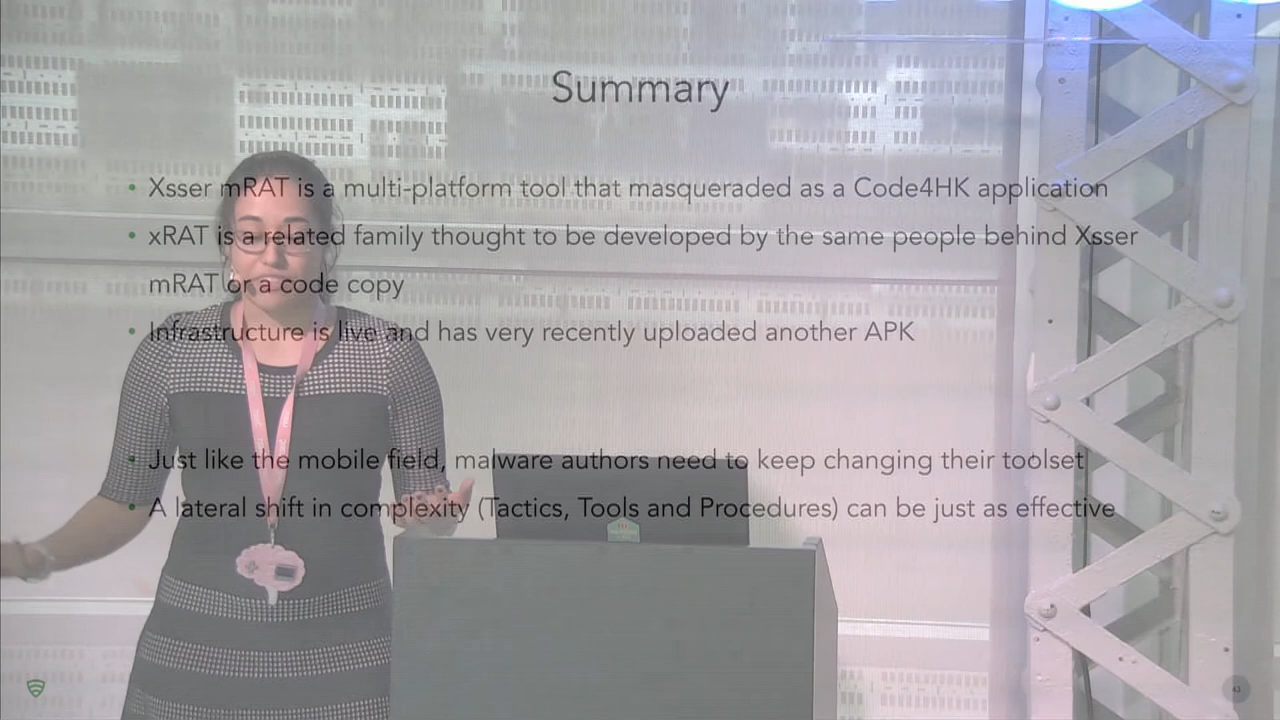 Summary
• Xsser mRAT is a multi-platform tool that masqueraded as a Code4HK application
• xRAT is a related family thought to be developed by the same people behind Xsser
mRAT or a code copy
• Infrastructure is live and has very recently uploaded another APK
• Just like the mobile field, malware authors need to keep changing their toolset
• A lateral shift in complexity (Tactics, Tools and Procedures) can be just as effective
43